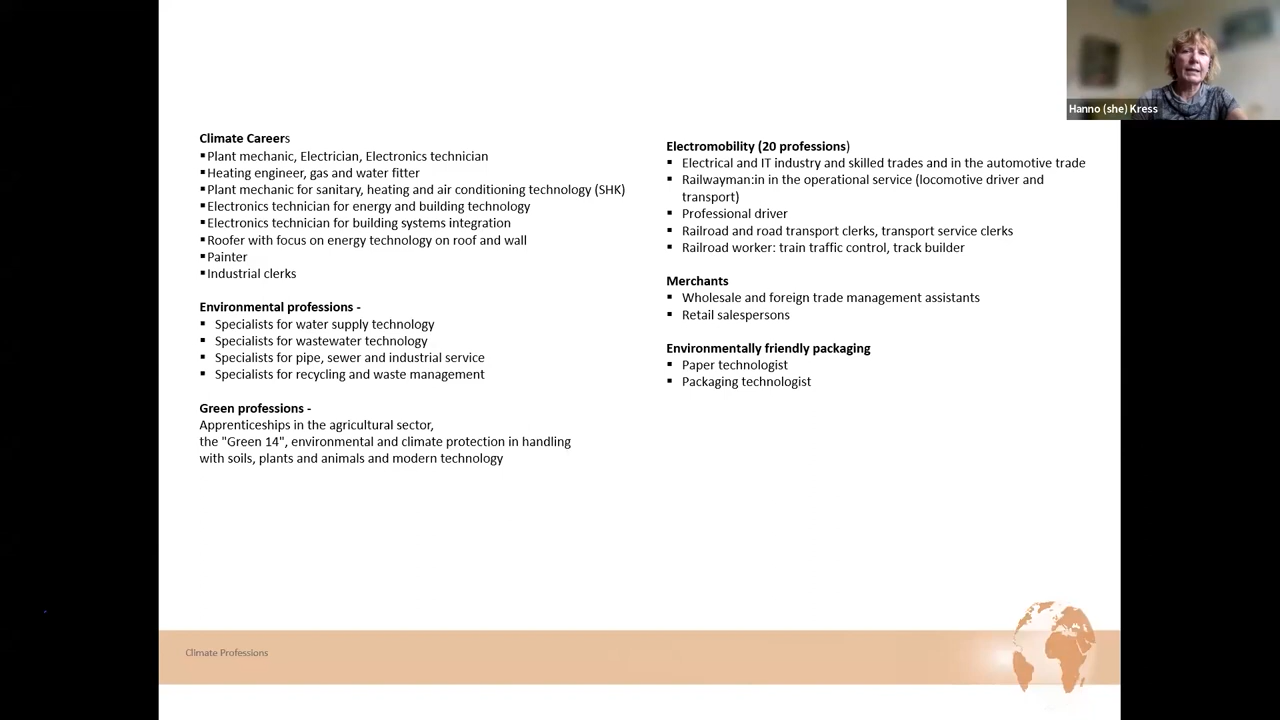 Climate Careers
▪Plant mechanic, Electrician, Electronics technician
▪Heating engineer, gas and water fitter
▪Plant mechanic for sanitary, heating and air conditioning technology (SHK)
▪Electronics technician for energy and building technology
▪Electronics technician for building systems integration
▪Roofer with focus on energy technology on roof and wall
▪Painter
▪Industrial clerks
Environmental professions -
▪ Specialists for water supply technology
▪ Specialists for wastewater technology
▪ Specialists for pipe, sewer and industrial service
▪ Specialists for recycling and waste management
Green professions -
Apprenticeships in the agricultural sector,
the "Green 14", environmental and climate protection in handling
with soils, plants and animals and modern technology
Electromobility (20 professions)
▪ Electrical and IT industry and skilled trades and in the automotive trade
▪ Railwayman:in in the operational service (locomotive driver and
transport)
▪ Professional driver
▪ Railroad and road transport clerks, transport service clerks
▪ Railroad worker: train traffic control, track builder
Merchants
▪ Wholesale and foreign trade management assistants
▪ Retail salespersons
Environmentally friendly packaging
▪ Paper technologist
▪ Packaging technologist
Climate Professions
Hanno (she) Kress